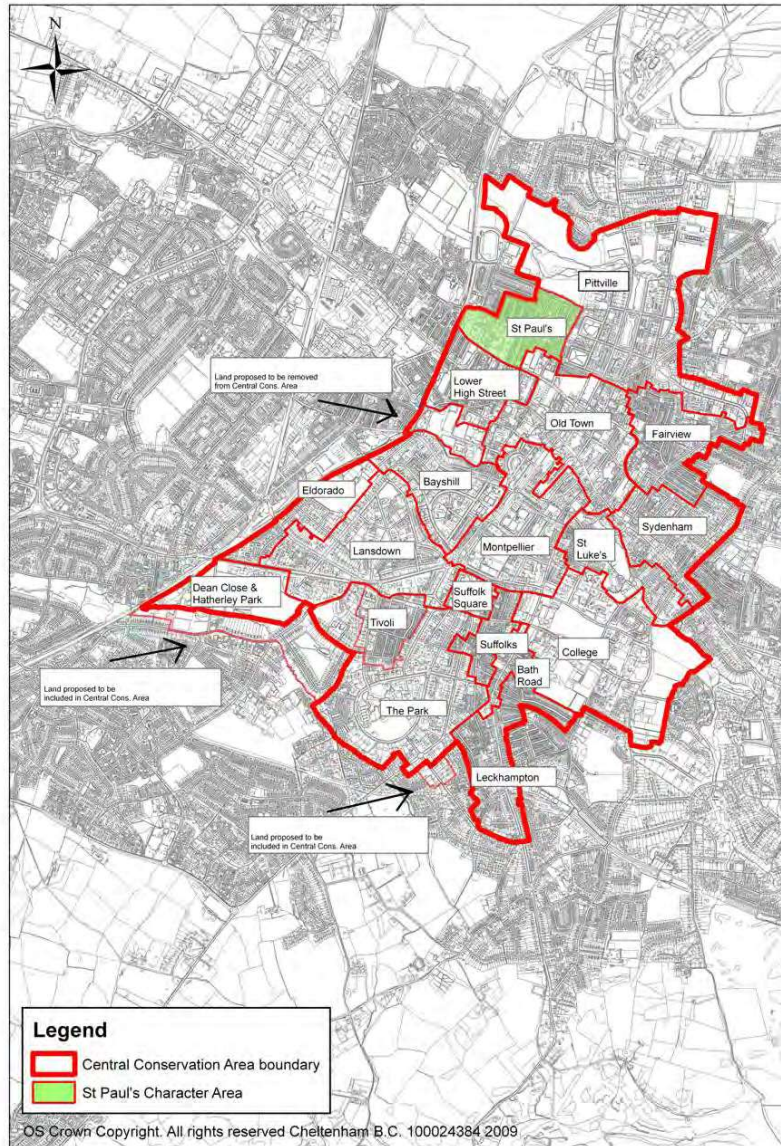 N
Pittville
St Paul's
Land proposed to be removed
from Central Cons. Area
Lower
High Street
Old Town
Fairview
Eldorado
Bayshill
Sydenham
Lansdown
Montpellier
St
Luke's
Dean Close &
Hatherley Park
Suffolk
Square
Tivoli
Suffolks
College
Bath
Road
Land proposed to be
included in Central Cons. Area
The Park
Leckhampton
Land proposed to be
included in Central Cons. Area
Legend
Central Conservation Area boundary
St Paul's Character Area
OS Crown Copyright. All rights reserved Cheltenham B.C. 100024384 2009